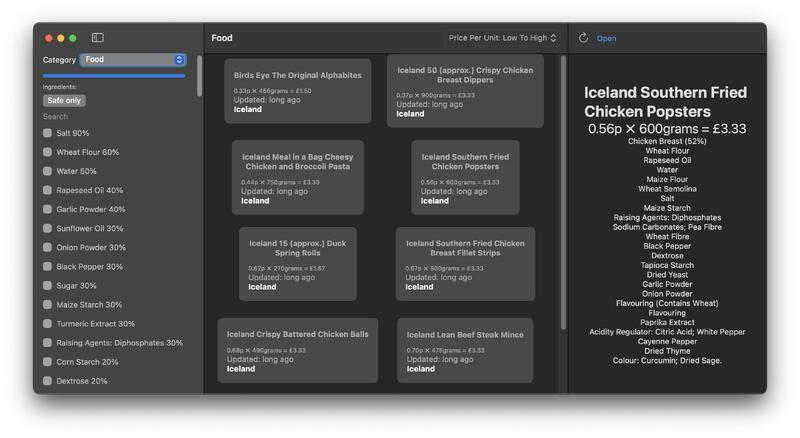 Category
Food
Ingredients:
Safe only
Search
Salt 90%
Wheat Flour 60%
Water 50%
Rapeseed Oil 40%
Garlic Powder 40%
Sunflower Oil 30%
Onion Powder 30%
Black Pepper 30%
Sugar 30%
Maize Starch 30%
Turmeric Extract 30%
Raising Agents: Diphosphates 30%
Corn Starch 20%
Dextrose 20%
Food
Price Per Unit: Low To High
Birds Eye The Original Alphabites
0.33p × 456grams = £1.50
Updated: long ago
Iceland
Iceland 50 (approx.) Crispy Chicken
Breast Dippers
0.37p × 900grams = £3.33
Updated: long ago
Iceland
Iceland Meal in a Bag Cheesy
Chicken and Broccoli Pasta
0.44p × 750grams = £3.33
Updated: long ago
Iceland
Iceland Southern Fried
Chicken Popsters
0.56p × 600grams = £3.33
Updated: long ago
Iceland
Iceland 15 (approx.) Duck
Spring Rolls
0.62p × 270grams = £1.67
Updated: long ago
Iceland
Iceland Southern Fried Chicken
Breast Fillet Strips
0.67p × 500grams = £3.33
Updated: long ago
Iceland
Iceland Crispy Battered Chicken Balls
0.68p × 490grams = £3.33
Updated: long ago
Iceland
Iceland Lean Beef Steak Mince
0.70p × 475grams = £3.33
Updated: long ago
Iceland
Open
Iceland Southern Fried
Chicken Popsters
0.56p × 600grams = £3.33
Chicken Breast (52%)
Wheat Flour
Rapeseed Oil
Water
Maize Flour
Wheat Semolina
Salt
Maize Starch
Raising Agents: Diphosphates
Sodium Carbonates; Pea Fibre
Wheat Fibre
Black Pepper
Dextrose
Tapioca Starch
Dried Yeast
Garlic Powder
Onion Powder
Flavouring (Contains Wheat)
Flavouring
Paprika Extract
Acidity Regulator: Citric Acid; White Pepper
Cayenne Pepper
Dried Thyme
Colour: Curcumin; Dried Sage.